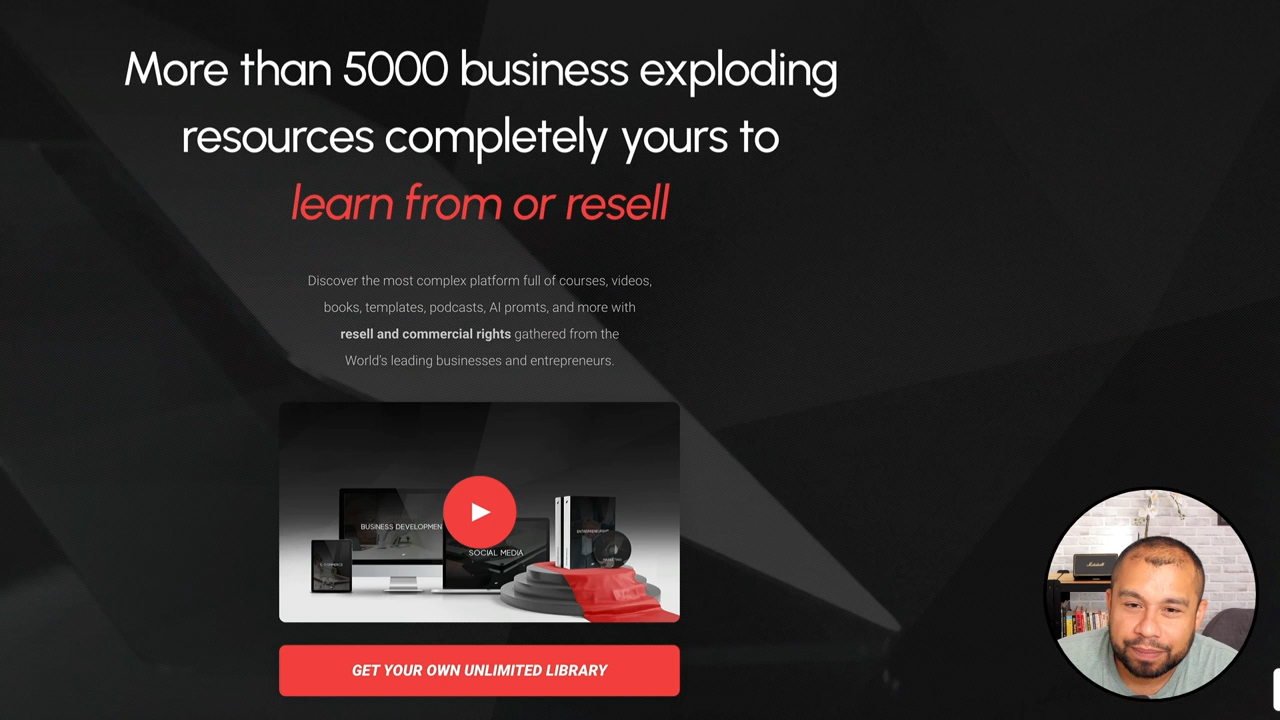 More than 5000 business exploding
resources completely yours to
learn from or resell
Discover the most complex platform full of courses, videos,
books, templates, podcasts, AI promts, and more with
resell and commercial rights gathered from the
World's leading businesses and entrepreneurs.
BUSINESS DEVELOPMEN
SOCIAL MEDIA
GET YOUR OWN UNLIMITED LIBRARY
Marshall